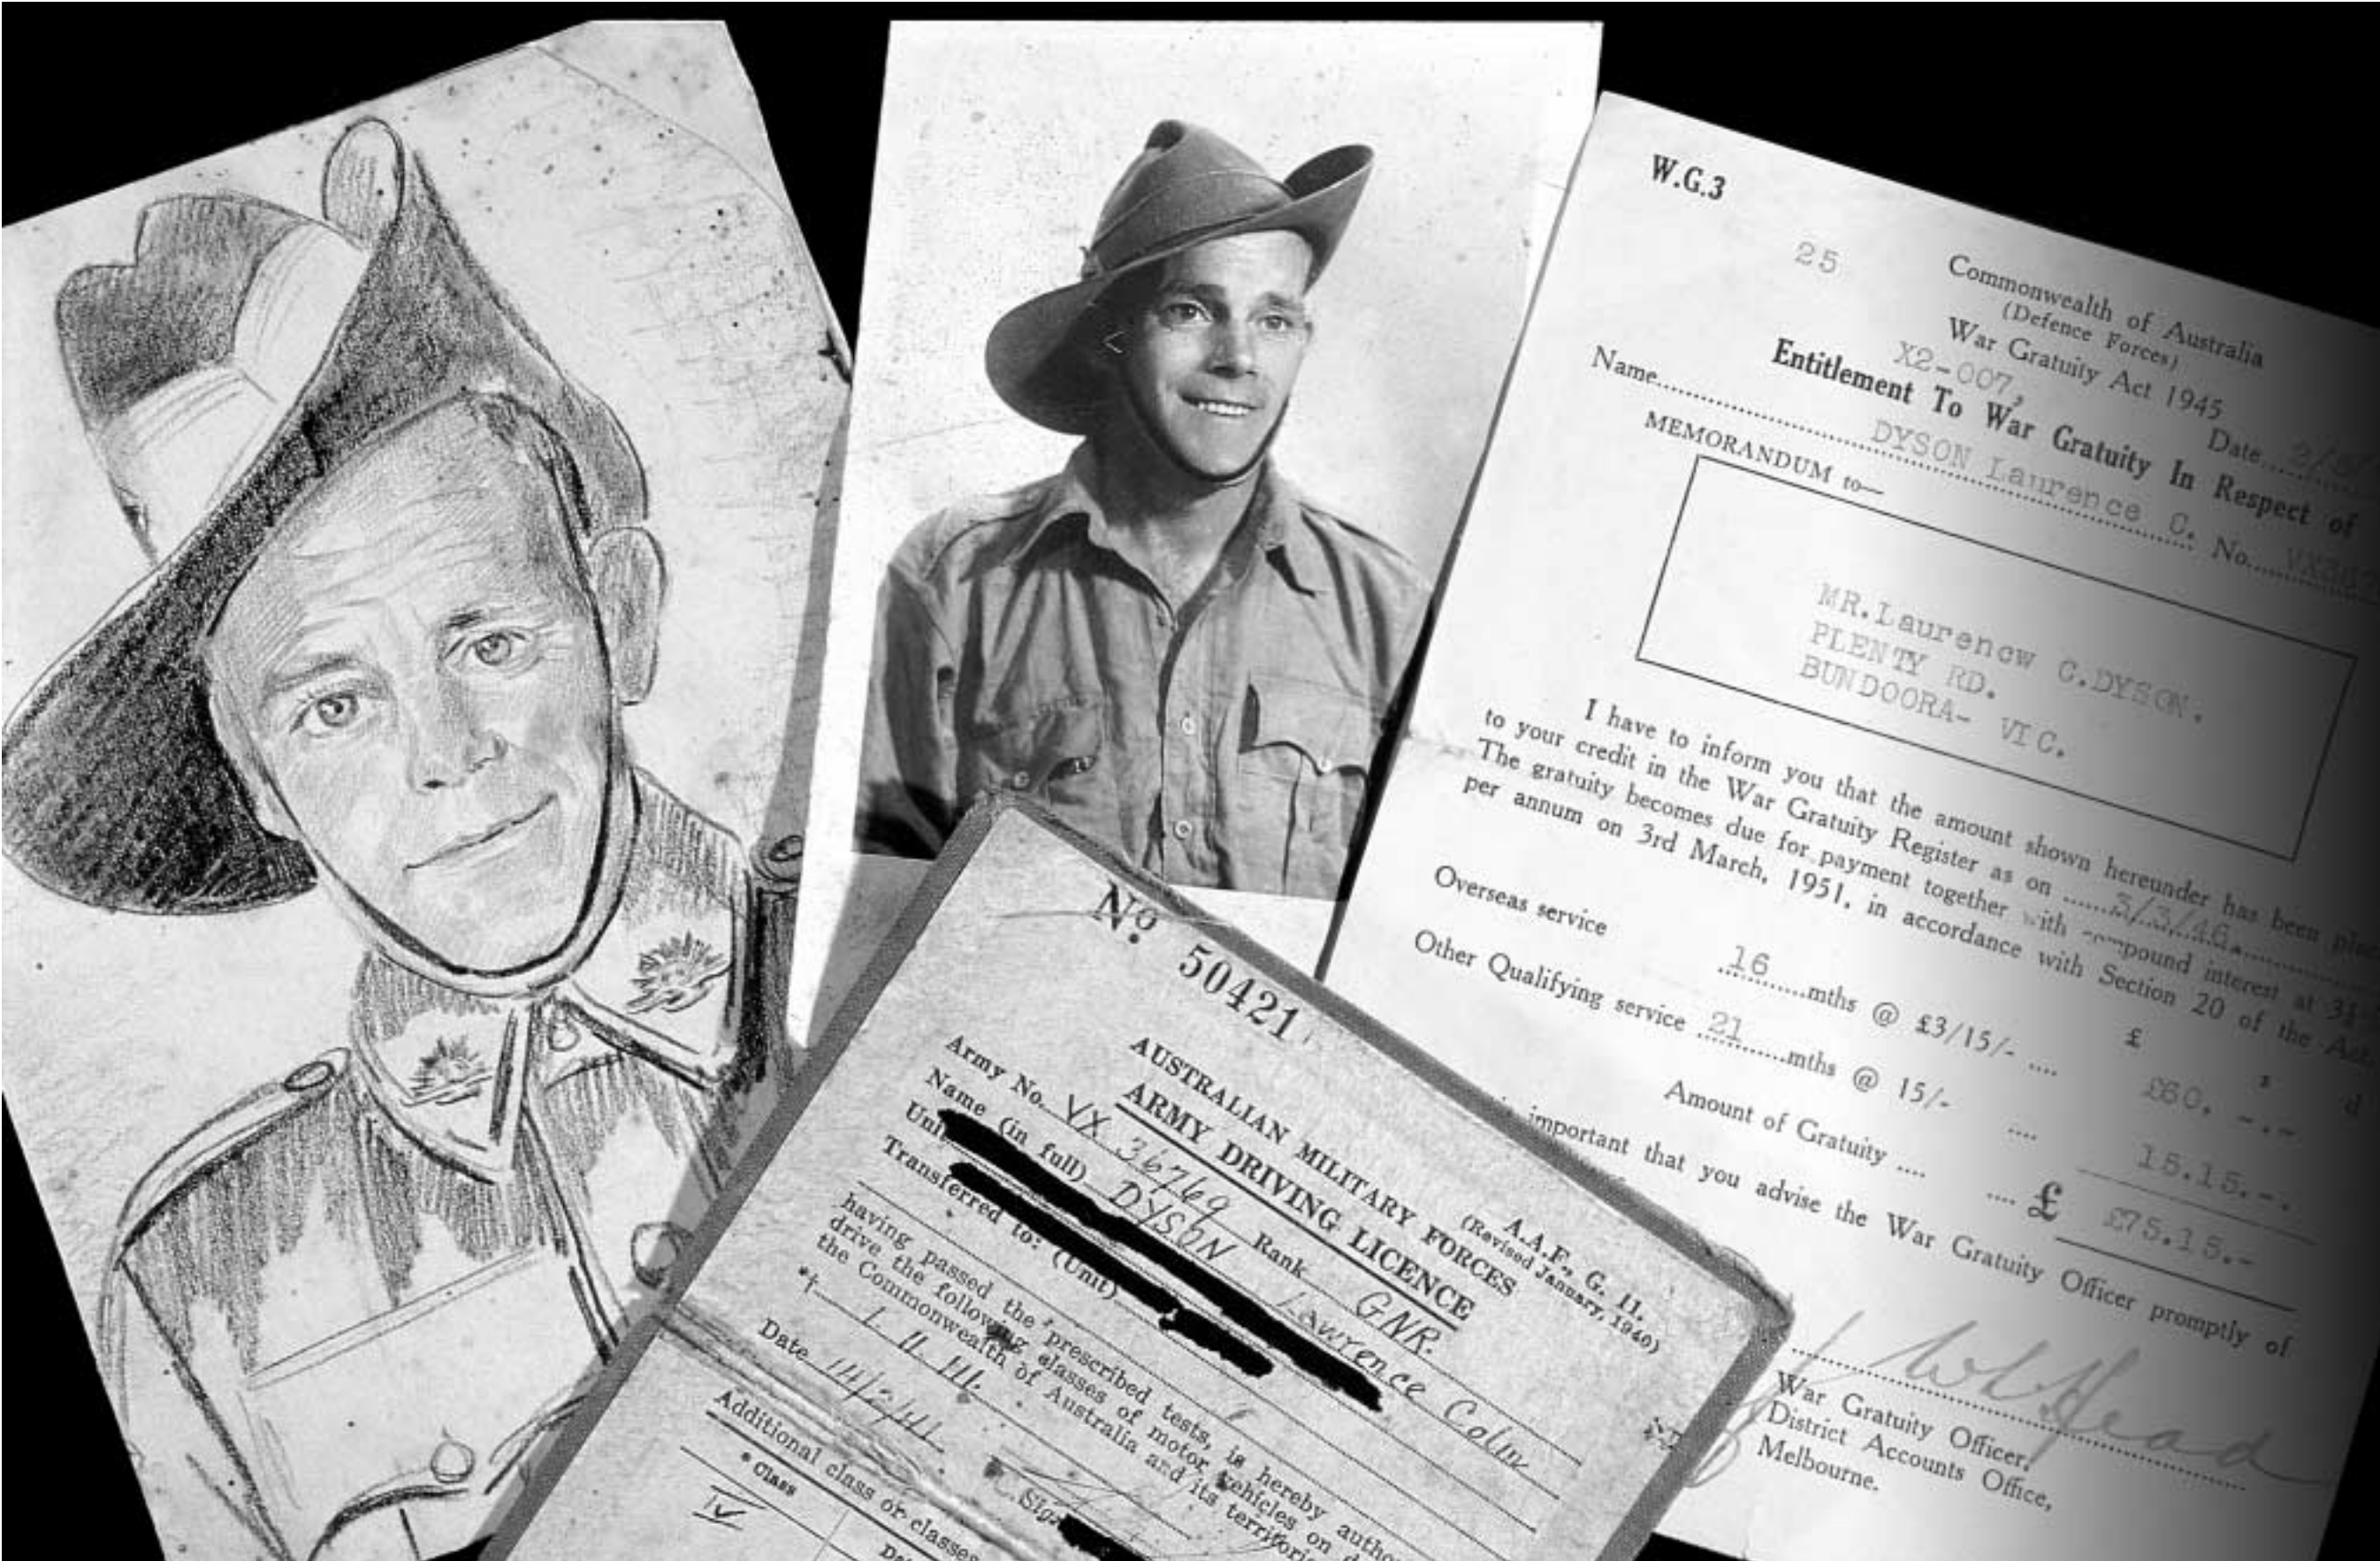 W.G.3
25
Commonwealth of Australia
(Defence Forces)
War Gratuity Act 1945
X2-007,
Date 2/5/
Entitlement To War Gratuity In Respect of
Name DYSON Laurence C. No.
MEMORANDUM to—
MR.Laurencw C.DYSON.
PLENTY RD.
BUNDOORA- VIC.
I have to inform you that the amount shown hereunder has been
to your credit in the War Gratuity Register as on 3/3/46.
The gratuity becomes due for payment together with compound interest at
per annum on 3rd March, 1951, in accordance with Section 20 of the Act
£ s d
Overseas service 16 mths @ £3/15/- .... £60. -.-
Other Qualifying service 21 mths @ 15/- .... 15.15.-.
Amount of Gratuity .... .... £ £75.15.-
important that you advise the War Gratuity Officer promptly of
War Gratuity Officer,
District Accounts Office,
Melbourne.
No. 50421
A.A.F., G. 11.
(Revised January, 1940)
AUSTRALIAN MILITARY FORCES
ARMY DRIVING LICENCE
Army No. VX 36769 Rank GNR.
Name (in full) DYSON Lawrence Colin
Transferred to: (Unit)
having passed the prescribed tests, is hereby
drive the following classes of motor vehicles on
the Commonwealth of Australia and its
*† I II III.
Date 14/2/41
Additional class or classes
* Class
IV